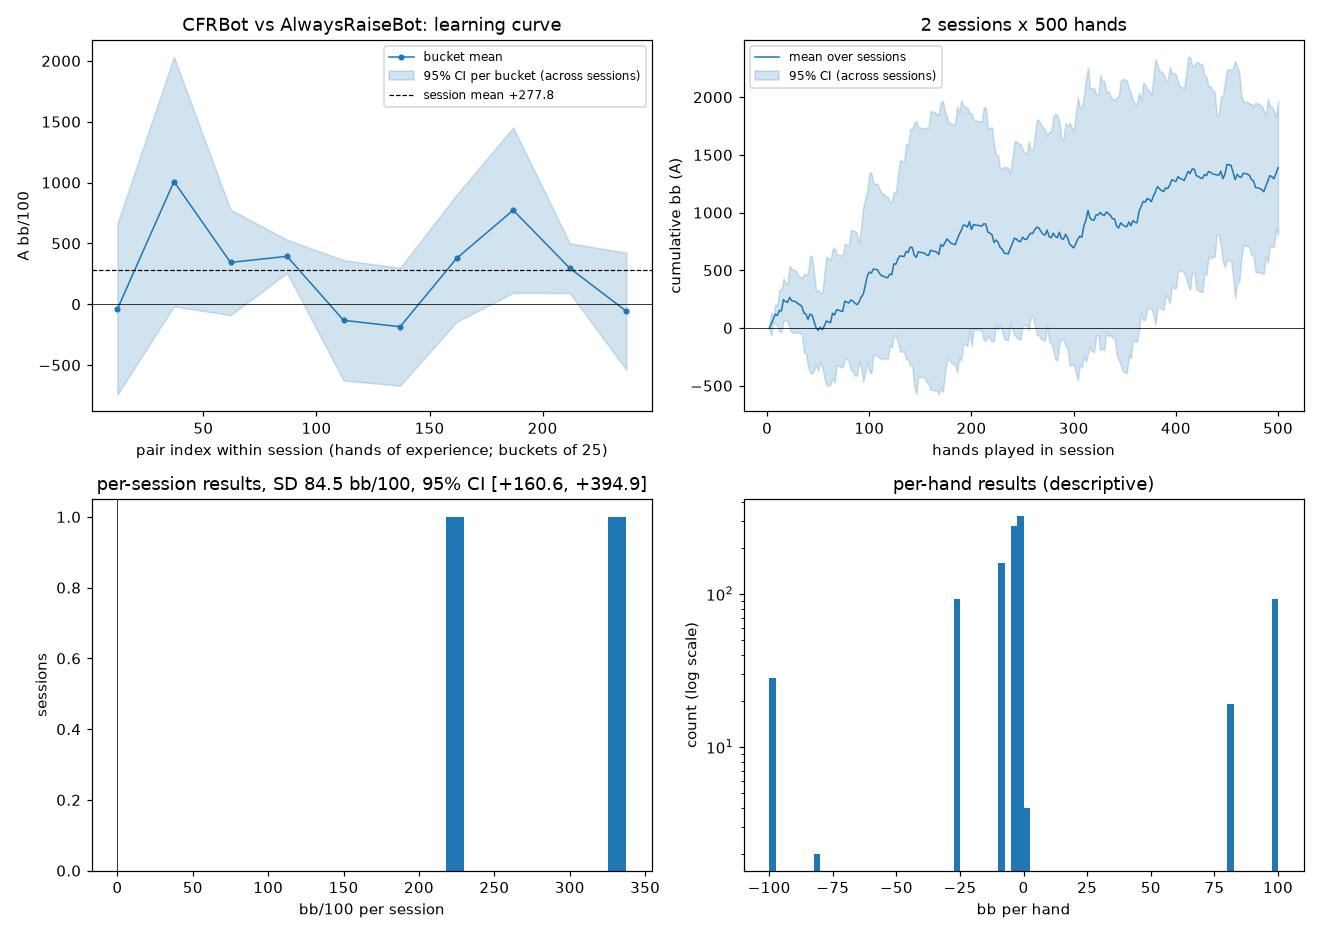 CFRBot vs AlwaysRaiseBot: learning curve
A bb/100
2000
1500
1000
500
0
−500
bucket mean
95% CI per bucket (across sessions)
session mean +277.8
50
100
150
200
pair index within session (hands of experience; buckets of 25)
2 sessions x 500 hands
cumulative bb (A)
2000
1500
1000
500
0
−500
mean over sessions
95% CI (across sessions)
0
100
200
300
400
500
hands played in session
per-session results, SD 84.5 bb/100, 95% CI [+160.6, +394.9]
sessions
1.0
0.8
0.6
0.4
0.2
0.0
0
50
100
150
200
250
300
350
bb/100 per session
per-hand results (descriptive)
count (log scale)
10²
10¹
−100
−75
−50
−25
0
25
50
75
100
bb per hand